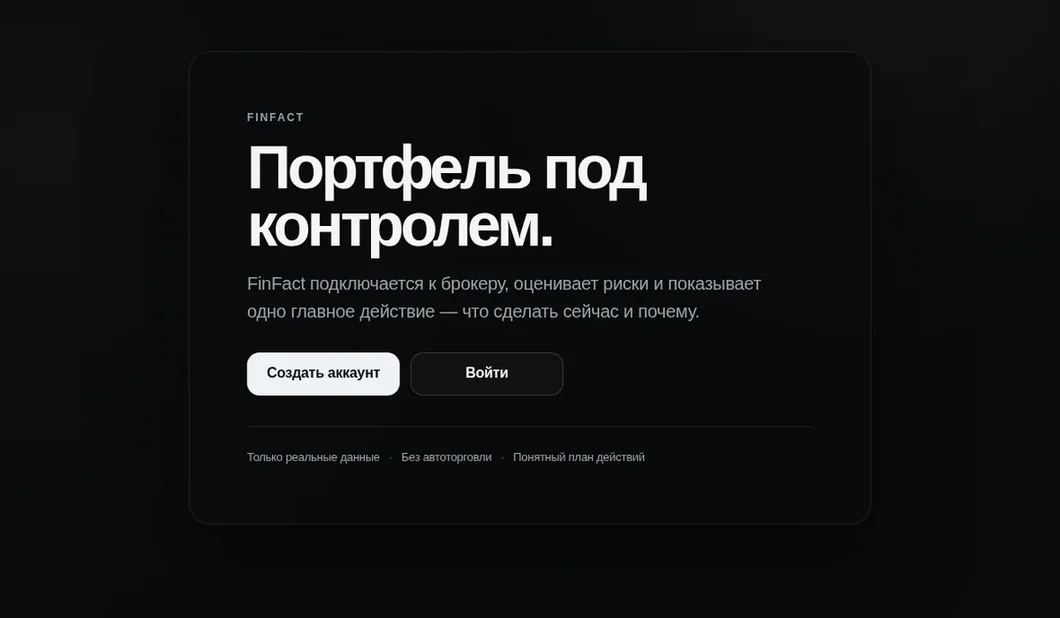 FINFACT
Портфель под
контролем.
FinFact подключается к брокеру, оценивает риски и показывает
одно главное действие — что сделать сейчас и почему.
Создать аккаунт
Войти
Только реальные данные · Без автоторговли · Понятный план действий